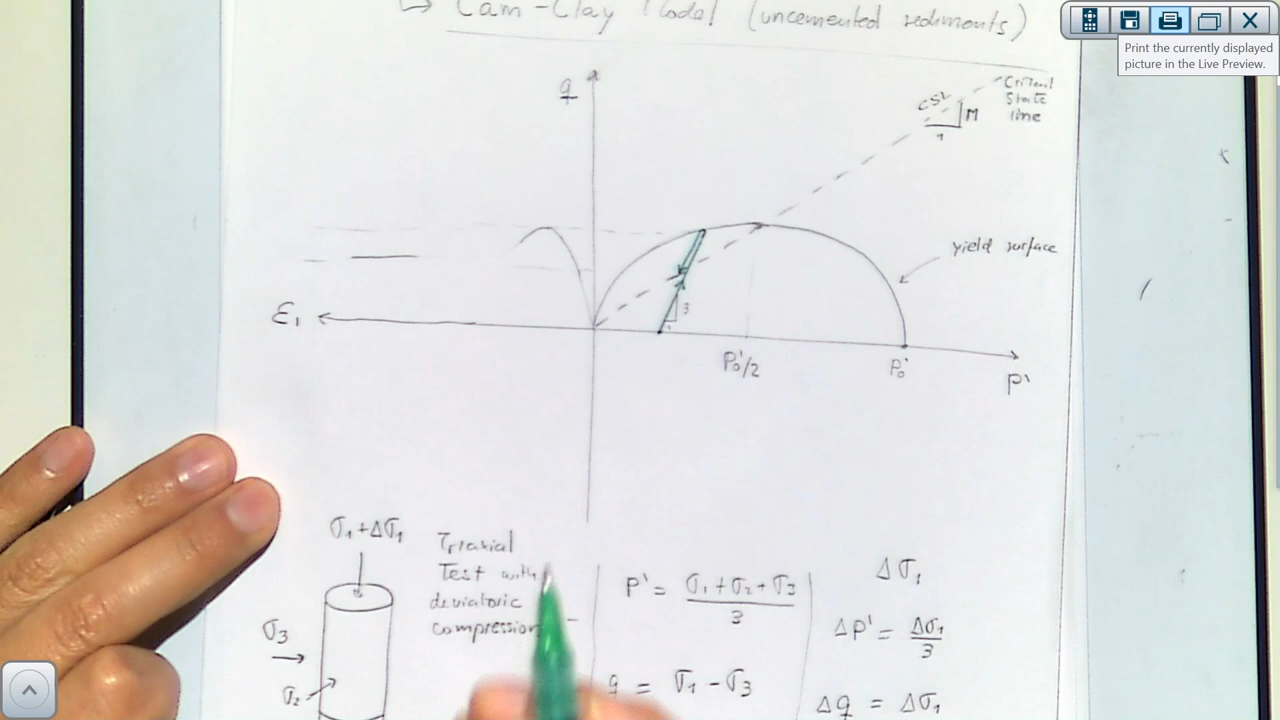 ↳ Cam-Clay Model (uncemented sediments)
Print the currently displayed
picture in the Live Preview.
q
CSL
M
1
Critical
State
line
yield surface
3
1
ε₁
P₀'/2
P₀'
P'
σ₁+Δσ₁
Triaxial
Test with
deviatoric
compression
σ₃
σ₂
P' = (σ₁ + σ₂ + σ₃)/3
q = σ₁ - σ₃
Δσ₁
ΔP' = Δσ₁/3
Δq = Δσ₁